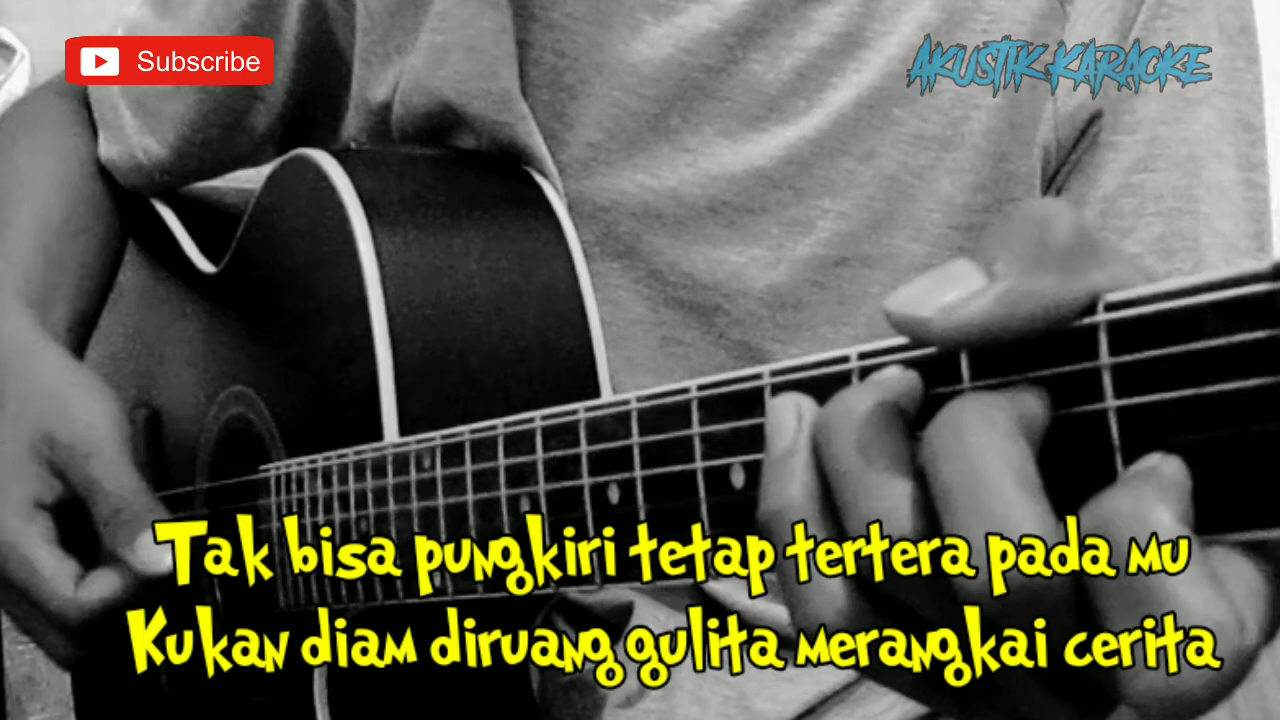 Subscribe
AKUSTIK KARAOKE
Tak bisa pungkiri tetap tertera pada mu
Kukan diam diruang gulita merangkai cerita